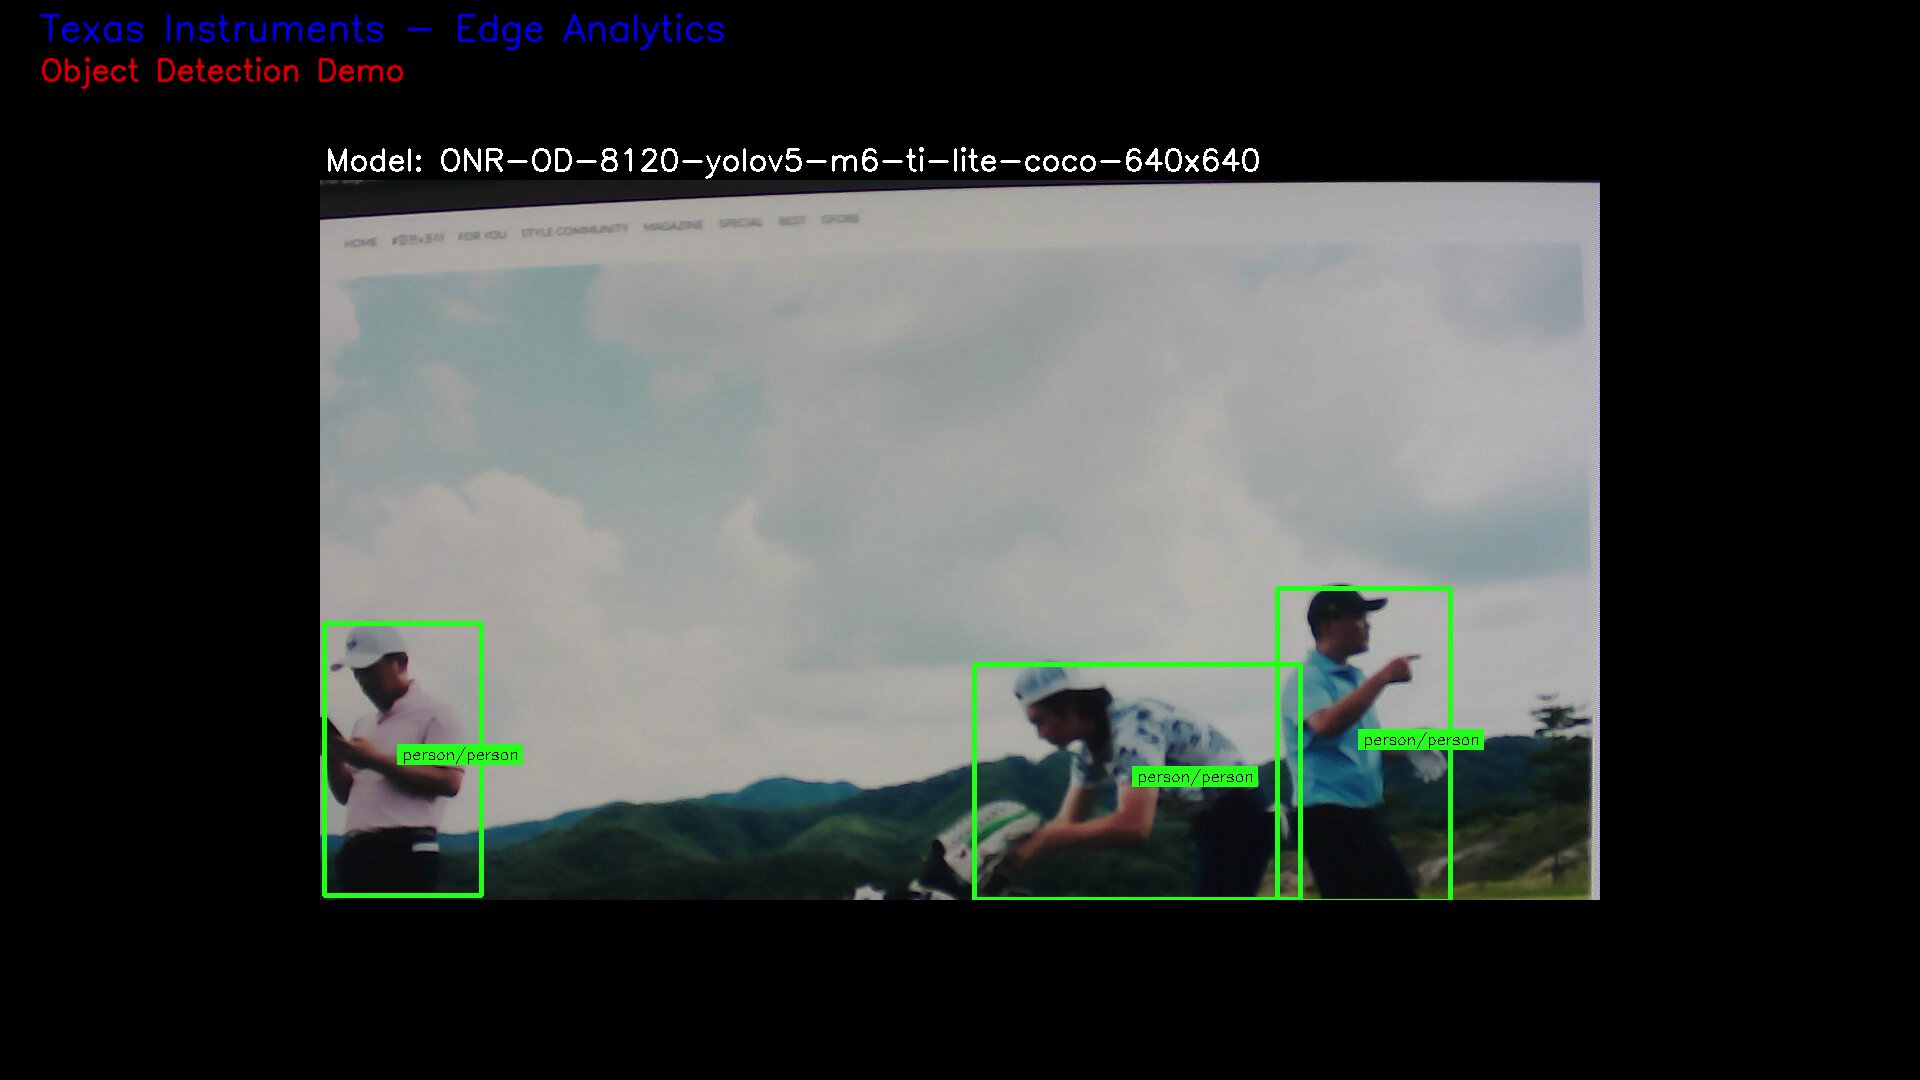 Texas Instruments – Edge Analytics
Object Detection Demo
Model: ONR-OD-8120-yolov5-m6-ti-lite-coco-640x640
HOME FOR YOU STYLE COMMUNITY MAGAZINE SPECIAL BEST GFORE
person/person
person/person
person/person